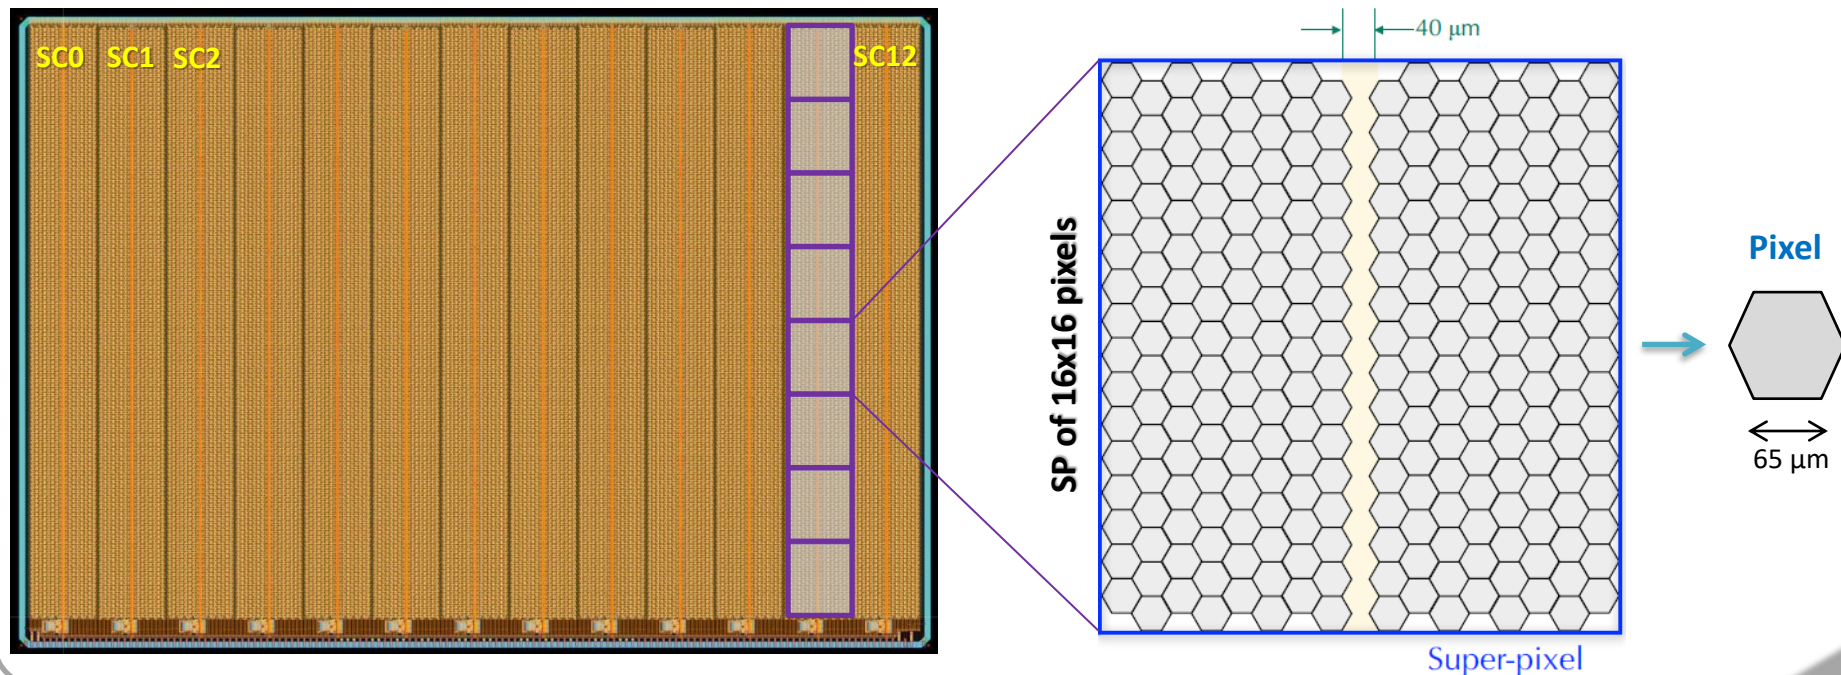 SC0 SC1 SC2 SC12
40 µm
SP of 16x16 pixels
Super-pixel
Pixel
65 µm